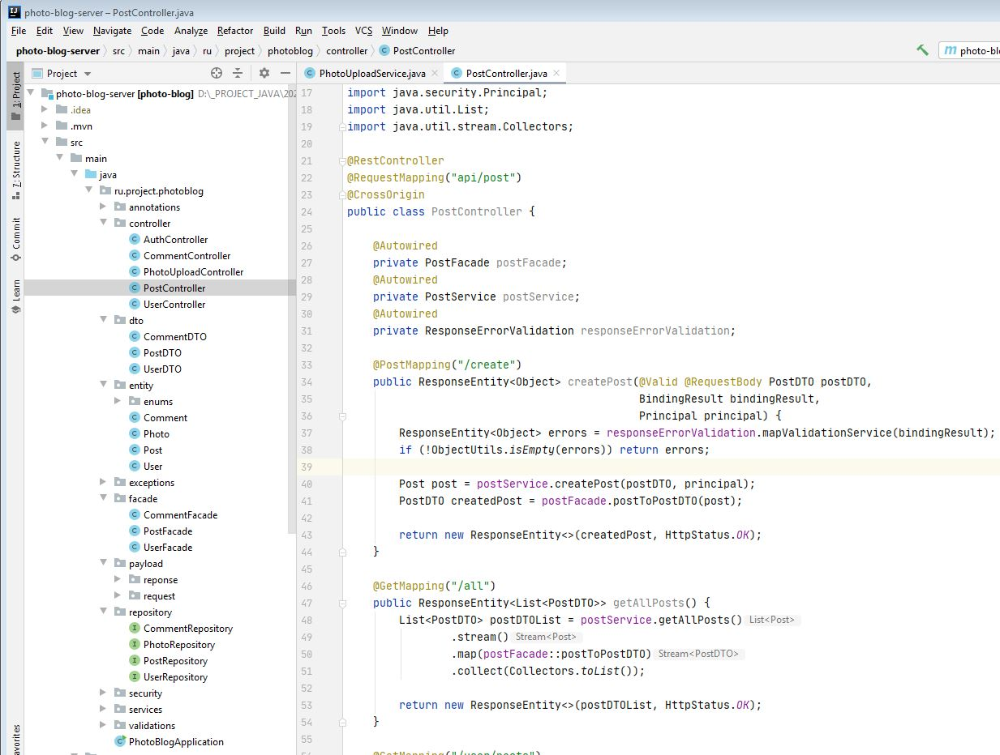 photo-blog-server – PostController.java
File Edit View Navigate Code Analyze Refactor Build Run Tools VCS Window Help
photo-blog-server src main java ru project photoblog controller PostController
Project
PhotoUploadService.java
PostController.java
1: Project
7: Structure
Commit
Learn
photo-blog-server [photo-blog] D:\_PROJECT_JAVA\202
.idea
.mvn
src
main
java
ru.project.photoblog
annotations
controller
AuthController
CommentController
PhotoUploadController
PostController
UserController
dto
CommentDTO
PostDTO
UserDTO
entity
enums
Comment
Photo
Post
User
exceptions
facade
CommentFacade
PostFacade
UserFacade
payload
reponse
request
repository
CommentRepository
PhotoRepository
PostRepository
UserRepository
security
services
validations
PhotoBlogApplication
17 import java.security.Principal;
18 import java.util.List;
19 import java.util.stream.Collectors;
20
21 @RestController
22 @RequestMapping("api/post")
23 @CrossOrigin
24 public class PostController {
25
26 @Autowired
27 private PostFacade postFacade;
28 @Autowired
29 private PostService postService;
30 @Autowired
31 private ResponseErrorValidation responseErrorValidation;
32
33 @PostMapping("/create")
34 public ResponseEntity<Object> createPost(@Valid @RequestBody PostDTO postDTO,
35 BindingResult bindingResult,
36 Principal principal) {
37 ResponseEntity<Object> errors = responseErrorValidation.mapValidationService(bindingResult);
38 if (!ObjectUtils.isEmpty(errors)) return errors;
39
40 Post post = postService.createPost(postDTO, principal);
41 PostDTO createdPost = postFacade.postToPostDTO(post);
42
43 return new ResponseEntity<>(createdPost, HttpStatus.OK);
44 }
45
46 @GetMapping("/all")
47 public ResponseEntity<List<PostDTO>> getAllPosts() {
48 List<PostDTO> postDTOList = postService.getAllPosts() List<Post>
49 .stream() Stream<Post>
50 .map(postFacade::postToPostDTO) Stream<PostDTO>
51 .collect(Collectors.toList());
52
53 return new ResponseEntity<>(postDTOList, HttpStatus.OK);
54 }
55